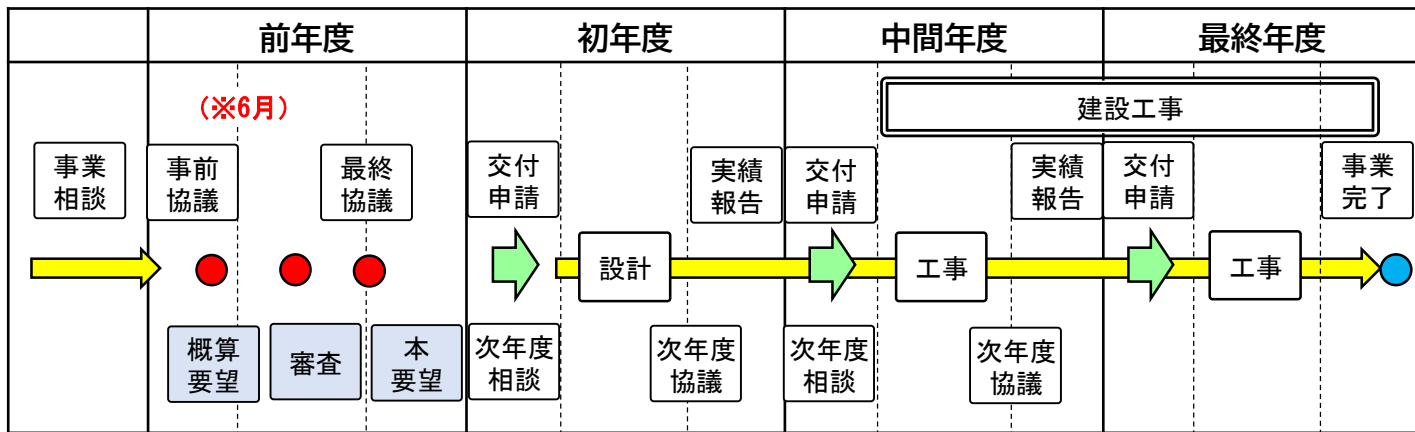 前年度
初年度
中間年度
最終年度
（※6月）
建設工事
事業
相談
事前
協議
最終
協議
交付
申請
実績
報告
交付
申請
実績
報告
交付
申請
事業
完了
設計
工事
工事
概算
要望
審査
本
要望
次年度
相談
次年度
協議
次年度
相談
次年度
協議